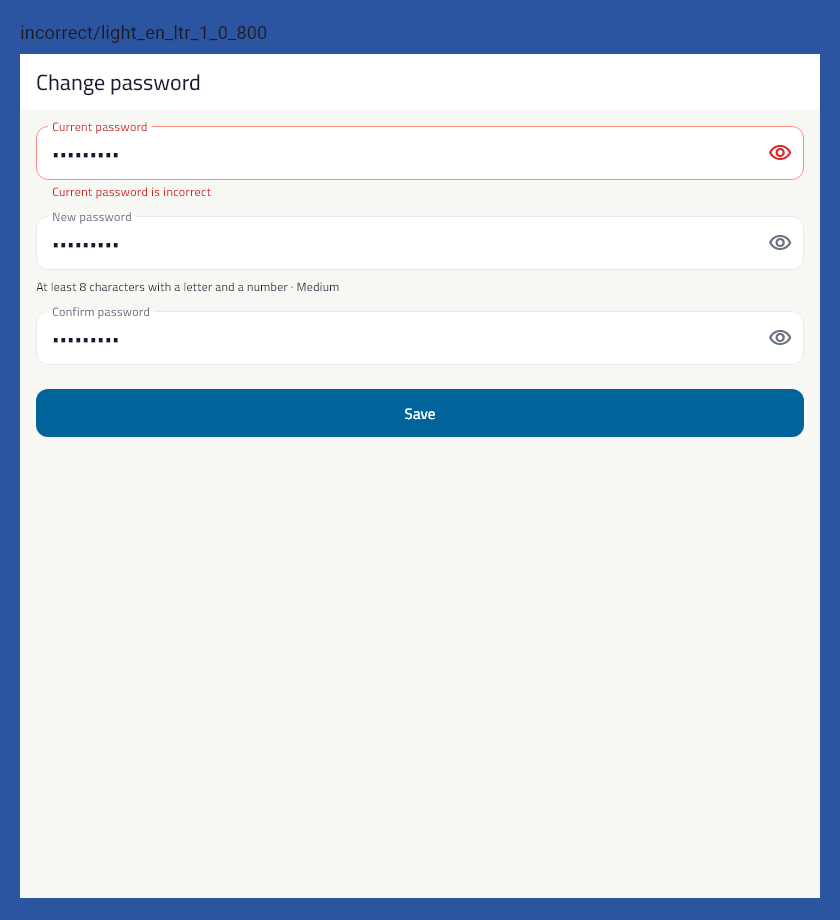 incorrect/light_en_ltr_1_0_800
Change password
Current password
▪▪▪▪▪▪▪▪▪
Current password is incorrect
New password
▪▪▪▪▪▪▪▪▪
At least 8 characters with a letter and a number · Medium
Confirm password
▪▪▪▪▪▪▪▪▪
Save